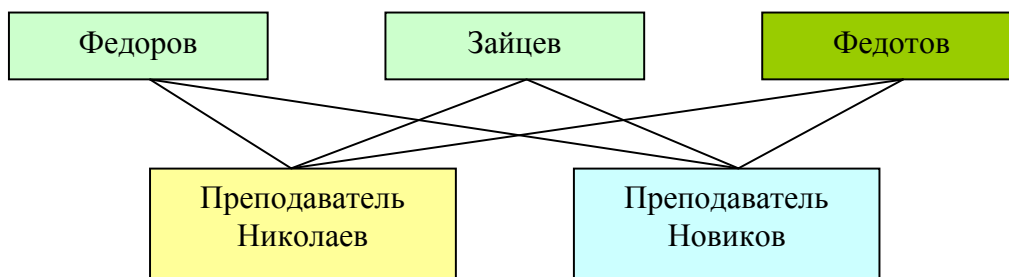 Федоров
Зайцев
Федотов
Преподаватель
Николаев
Преподаватель
Новиков